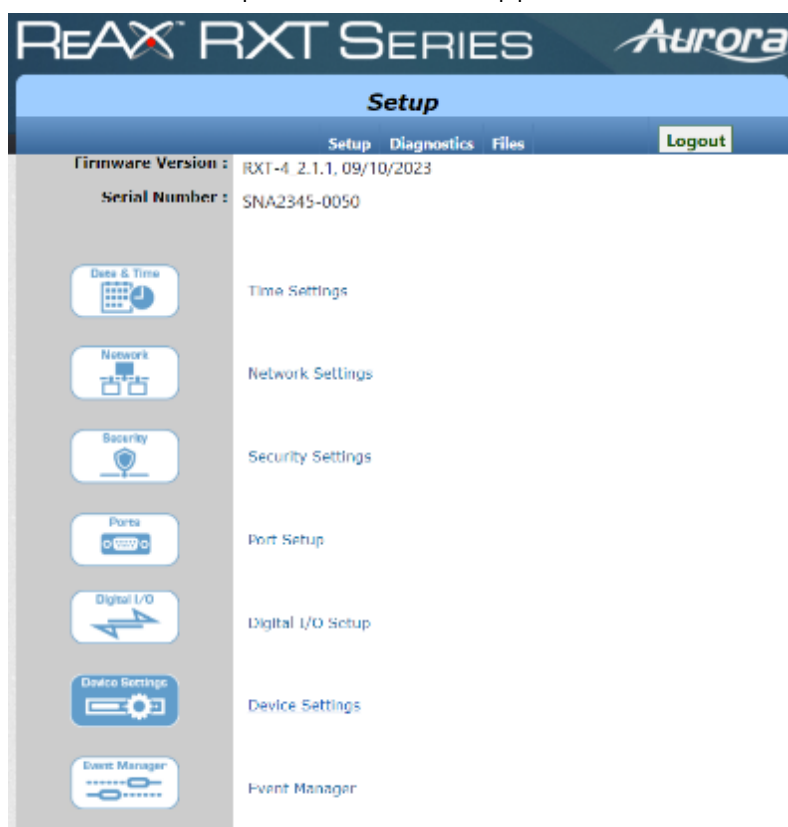 ReAX™ RXT Series Aurora
Setup
Setup Diagnostics Files Logout
Firmware Version : RXT-4 2.1.1, 09/10/2023
Serial Number : SNA2345-0050
Date & Time
Time Settings
Network
Network Settings
Security
Security Settings
Ports
Port Setup
Digital I/O
Digital I/O Setup
Device Settings
Device Settings
Event Manager
Event Manager